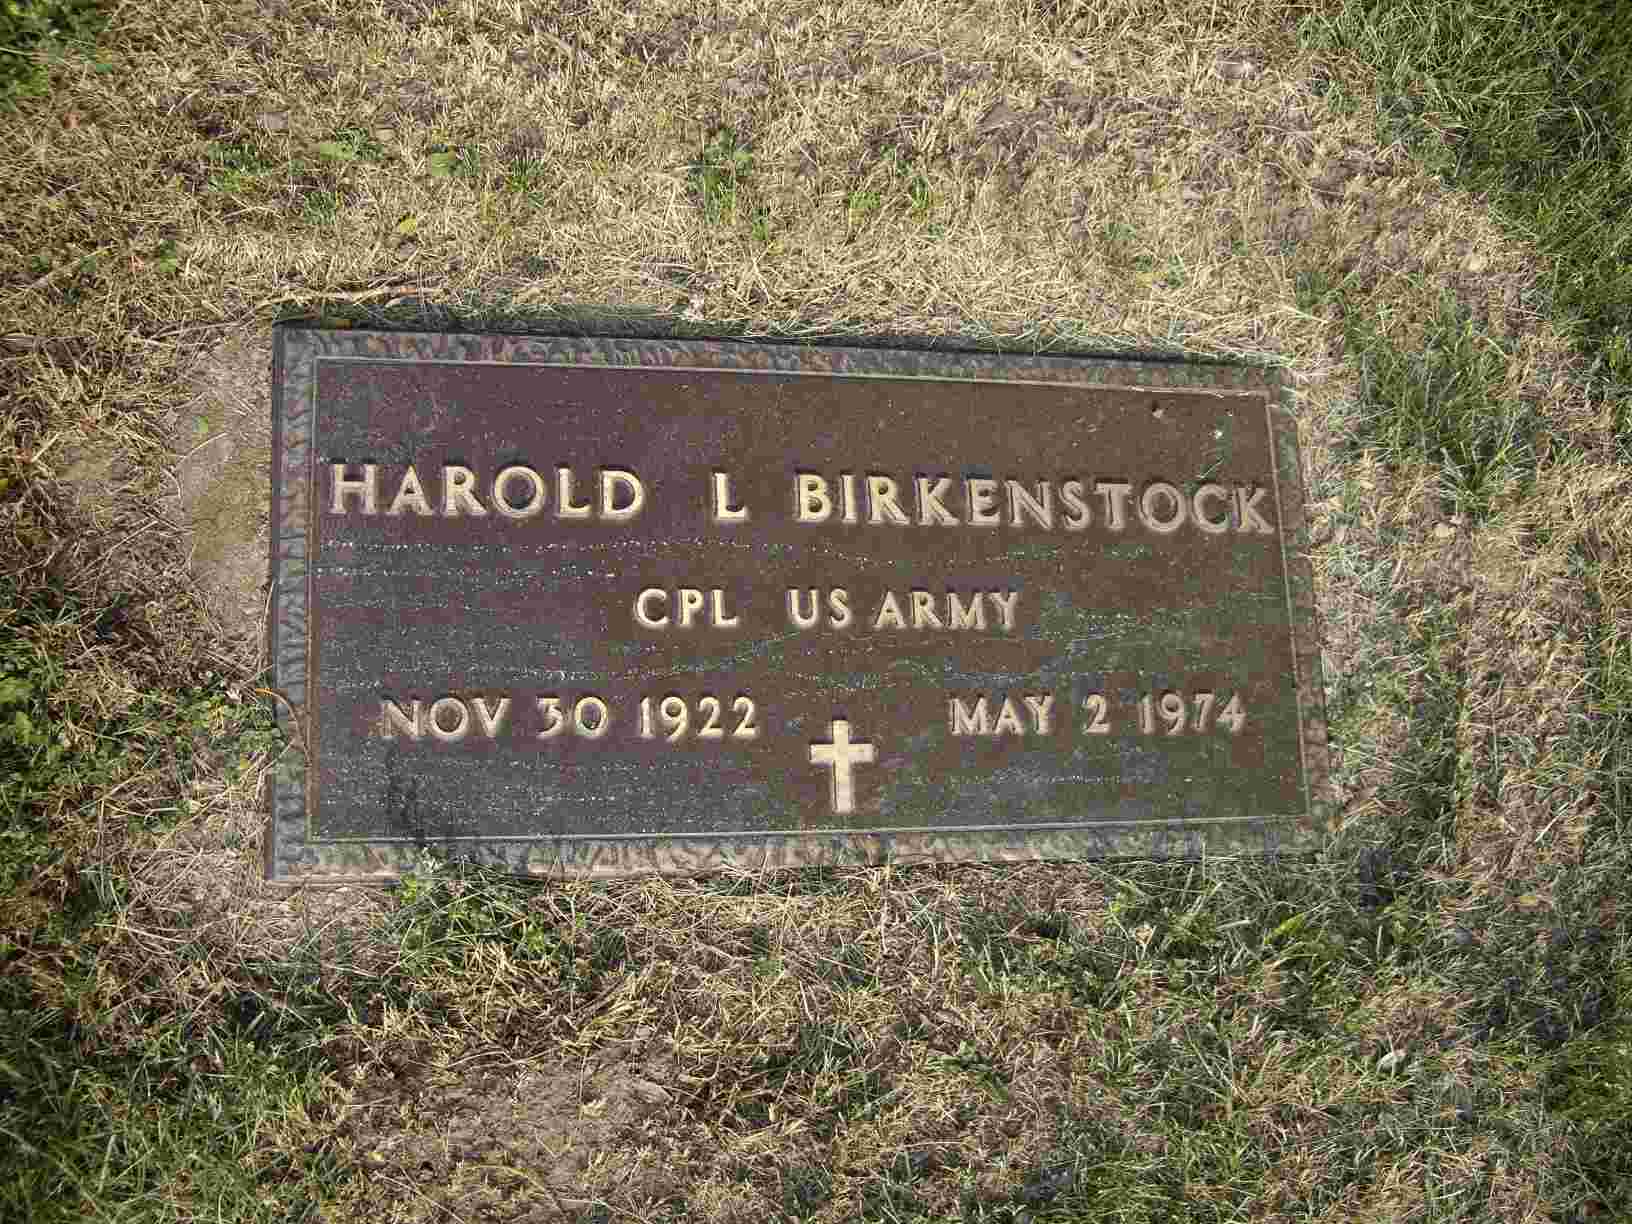 HAROLD L BIRKENSTOCK
CPL US ARMY
NOV 30 1922 MAY 2 1974